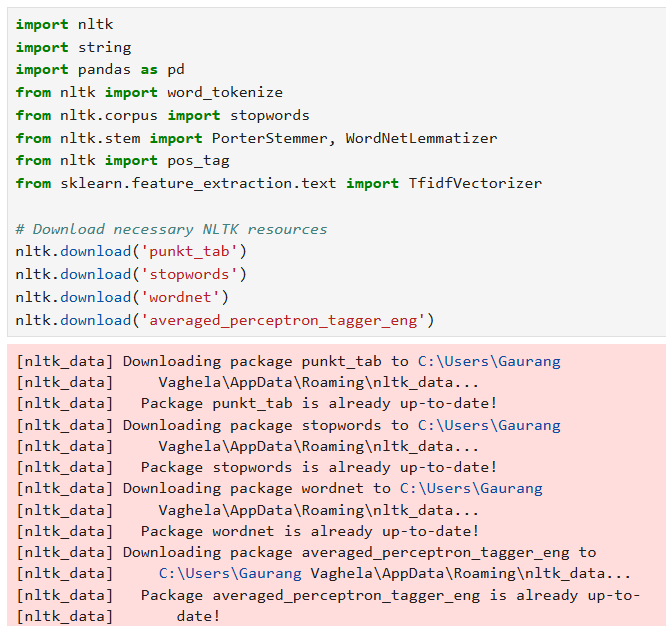 import nltk
import string
import pandas as pd
from nltk import word_tokenize
from nltk.corpus import stopwords
from nltk.stem import PorterStemmer, WordNetLemmatizer
from nltk import pos_tag
from sklearn.feature_extraction.text import TfidfVectorizer

# Download necessary NLTK resources
nltk.download('punkt_tab')
nltk.download('stopwords')
nltk.download('wordnet')
nltk.download('averaged_perceptron_tagger_eng')

[nltk_data] Downloading package punkt_tab to C:\Users\Gaurang
[nltk_data]     Vaghela\AppData\Roaming\nltk_data...
[nltk_data]   Package punkt_tab is already up-to-date!
[nltk_data] Downloading package stopwords to C:\Users\Gaurang
[nltk_data]     Vaghela\AppData\Roaming\nltk_data...
[nltk_data]   Package stopwords is already up-to-date!
[nltk_data] Downloading package wordnet to C:\Users\Gaurang
[nltk_data]     Vaghela\AppData\Roaming\nltk_data...
[nltk_data]   Package wordnet is already up-to-date!
[nltk_data] Downloading package averaged_perceptron_tagger_eng to
[nltk_data]     C:\Users\Gaurang Vaghela\AppData\Roaming\nltk_data...
[nltk_data]   Package averaged_perceptron_tagger_eng is already up-to-
[nltk_data]       date!